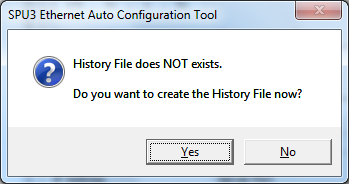 SPU3 Ethernet Auto Configuration Tool
History File does NOT exists.
Do you want to create the History File now?
Yes
No